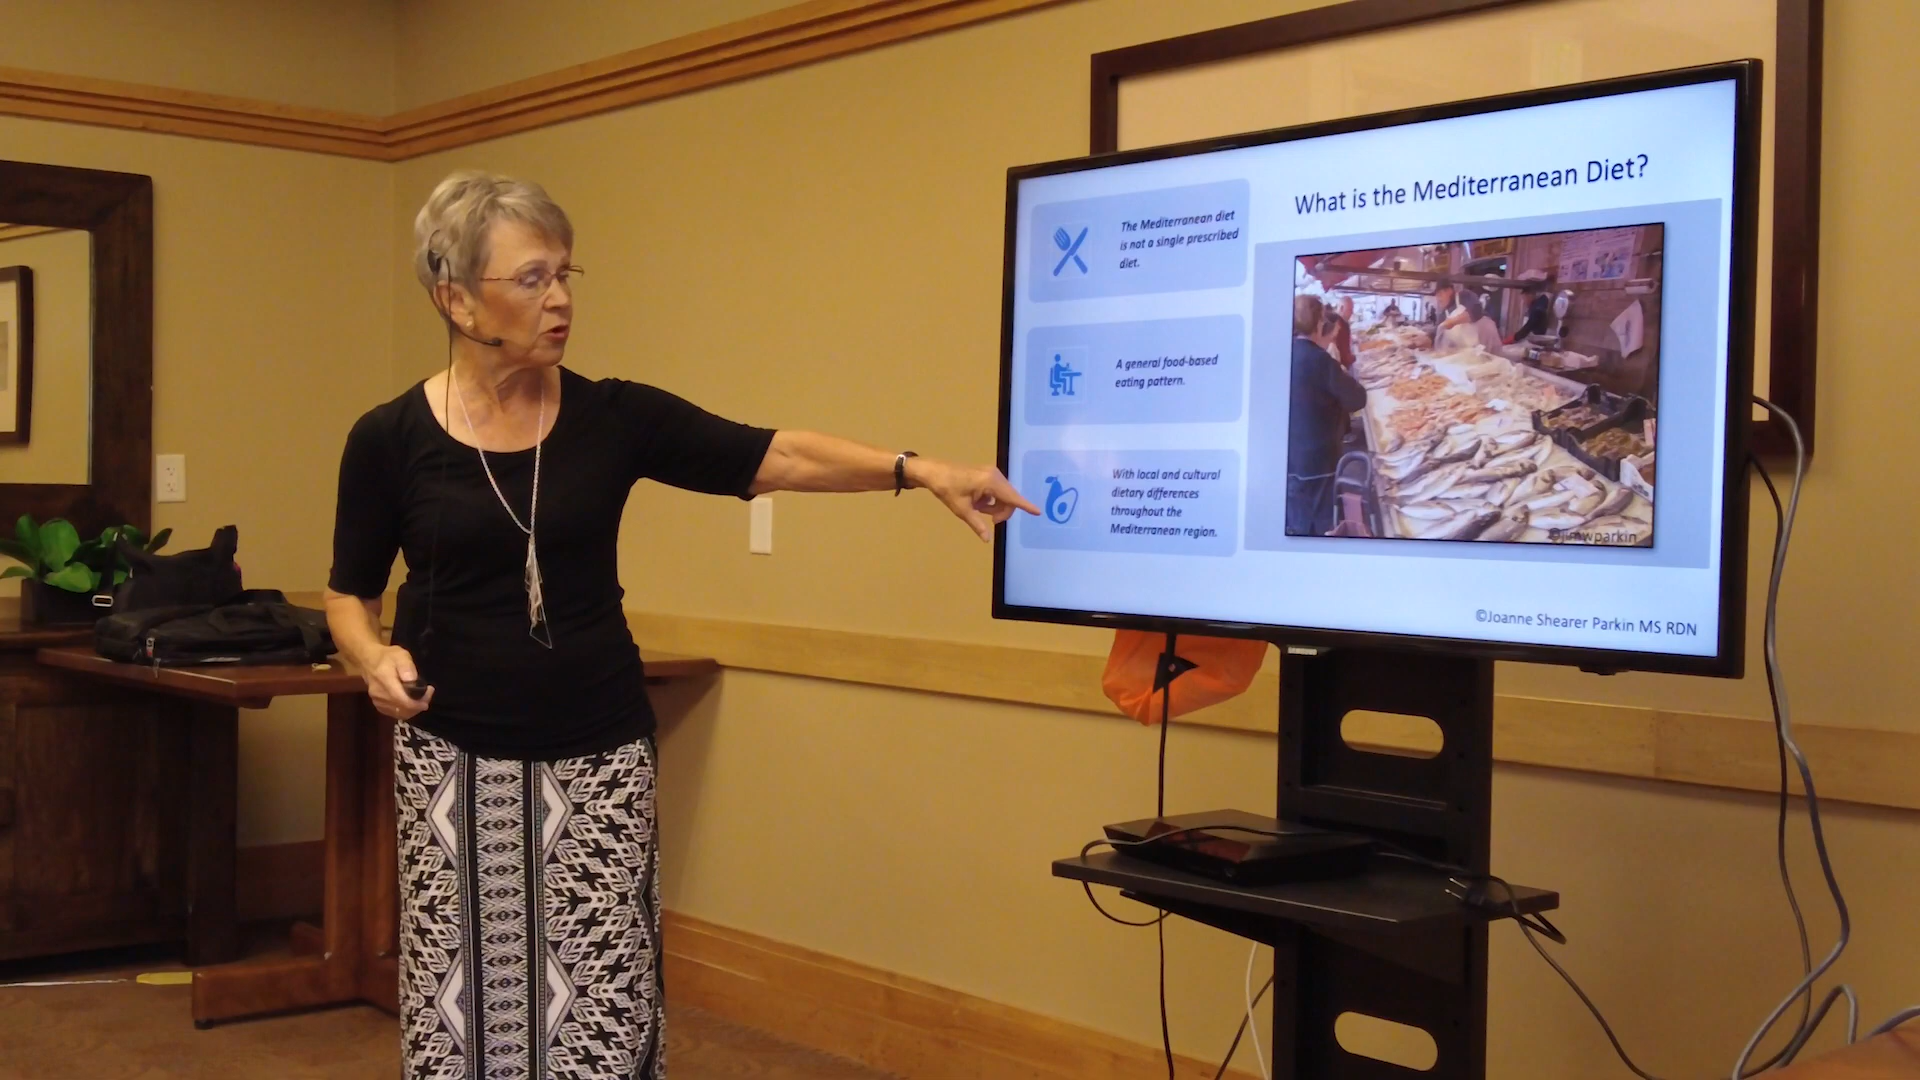 What is the Mediterranean Diet?
The Mediterranean diet
is not a single prescribed
diet.
A general food-based
eating pattern.
With local and cultural
dietary differences
throughout the
Mediterranean region.
©jimwparkin
©Joanne Shearer Parkin MS RDN